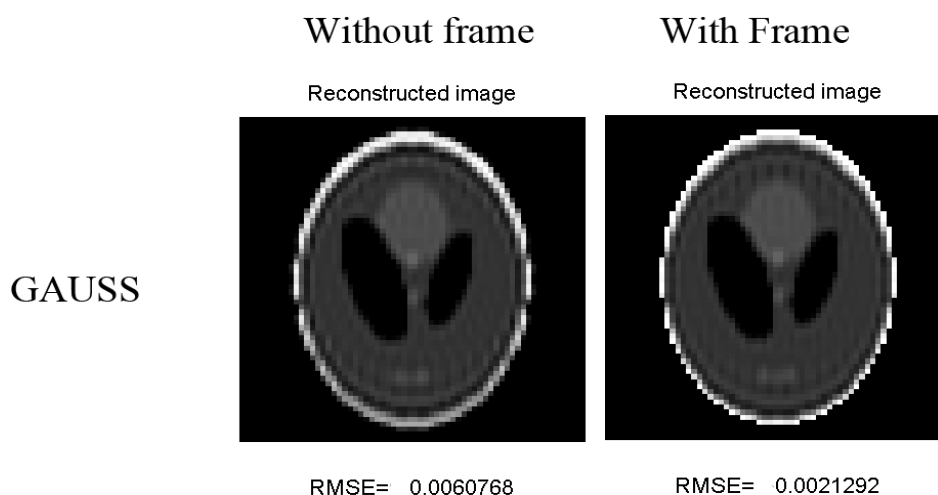 Without frame
With Frame
Reconstructed image
Reconstructed image
GAUSS
RMSE= 0.0060768
RMSE= 0.0021292